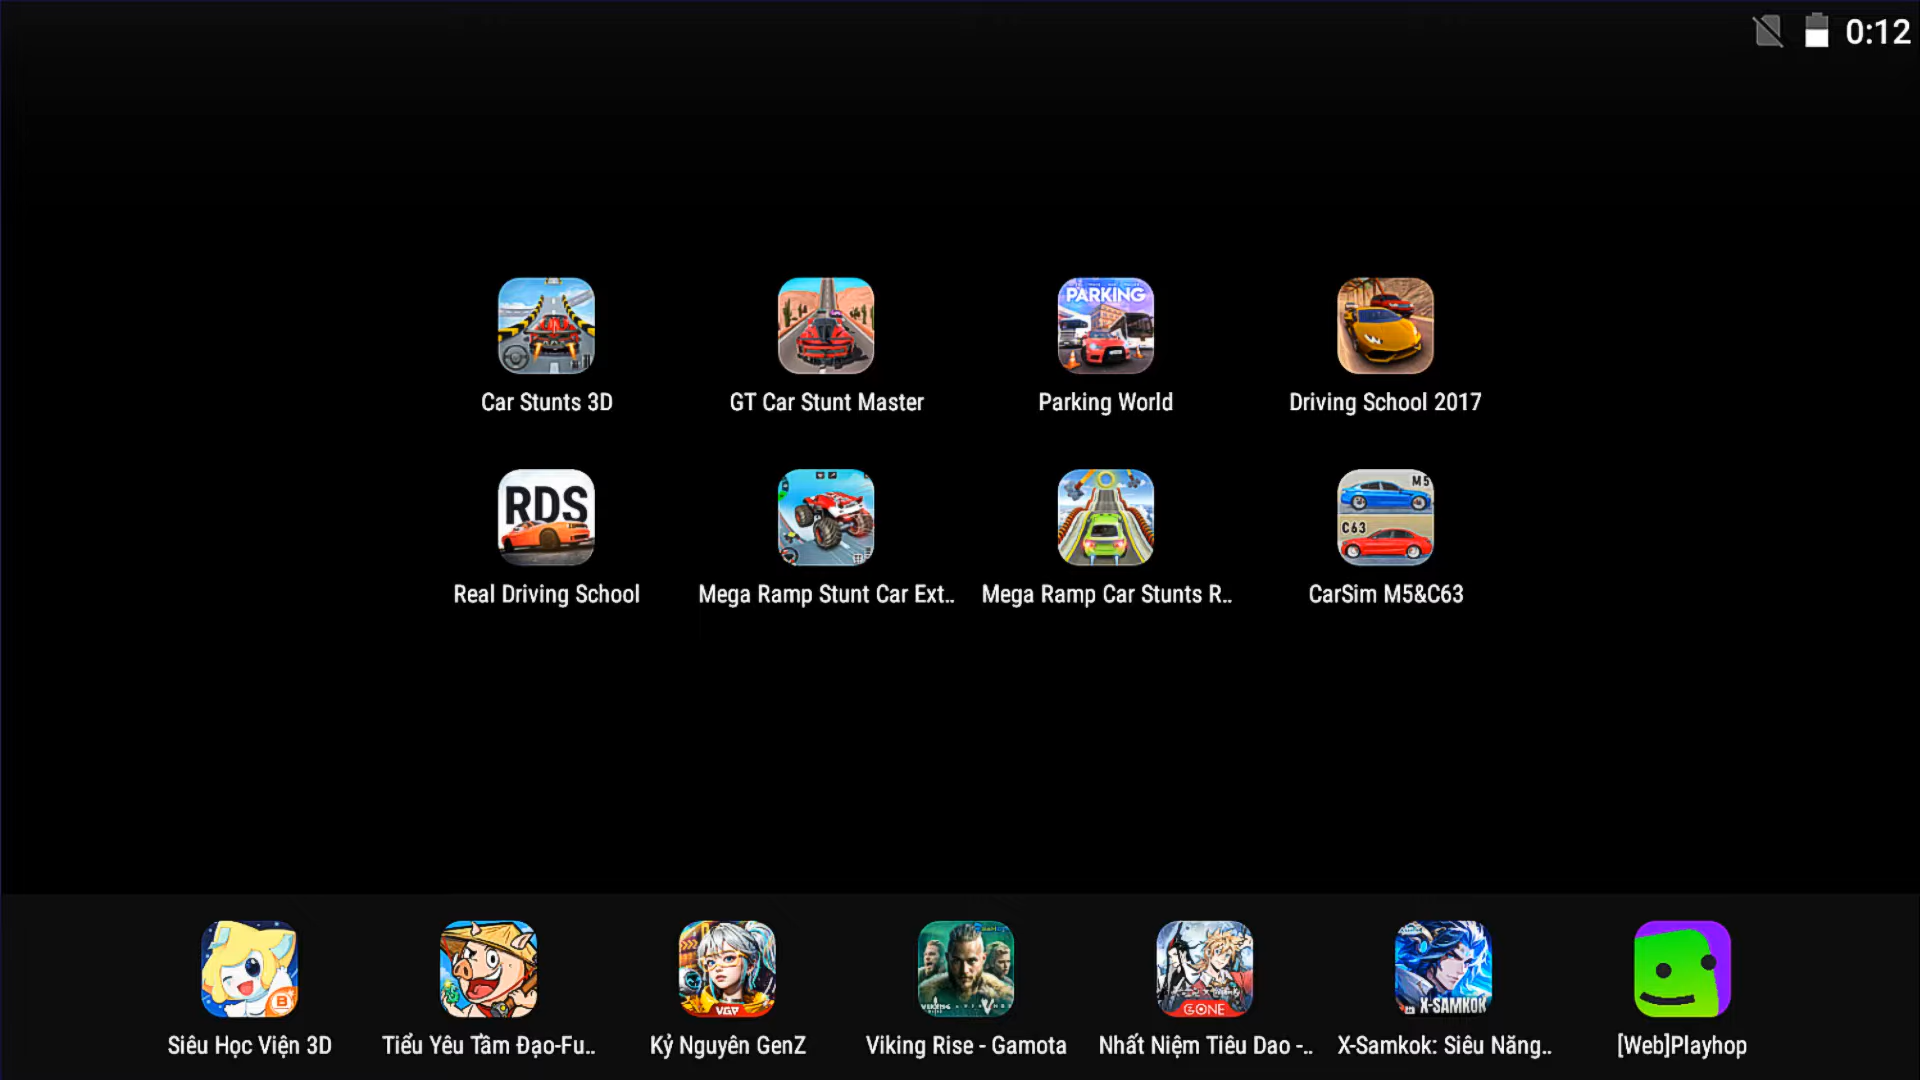 0:12
PARKING
Car Stunts 3D
GT Car Stunt Master
Parking World
Driving School 2017
RDS
M5
C63
Real Driving School
Mega Ramp Stunt Car Ext..
Mega Ramp Car Stunts R..
CarSim M5&C63
B
VGP
GONE
X-SAMKOK
Siêu Học Viện 3D
Tiểu Yêu Tầm Đạo-Fu...
Kỷ Nguyên GenZ
Viking Rise - Gamota
Nhất Niệm Tiêu Dao -..
X-Samkok: Siêu Năng..
[Web]Playhop